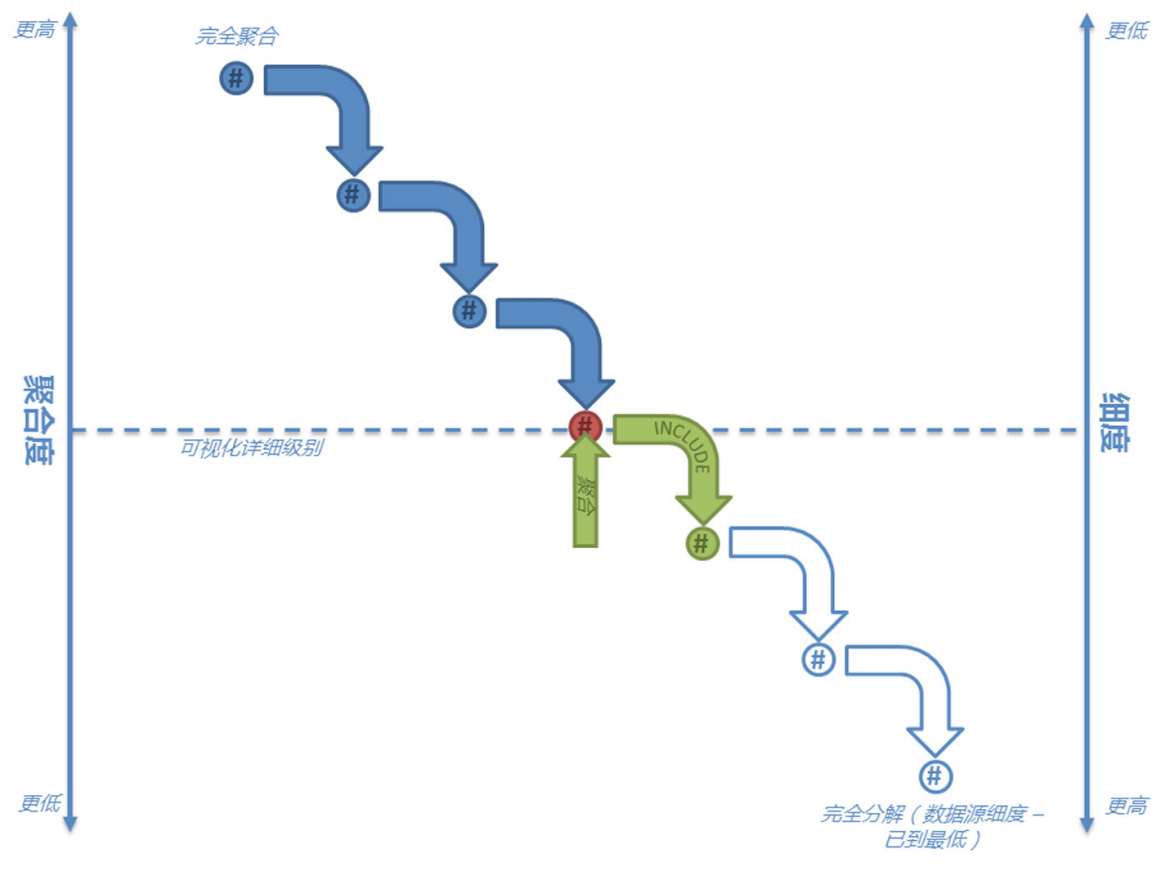 更高
完全聚合
更低
#
#
#
聚合度
细度
#
INCLUDE
可视化详细级别
聚合
#
#
#
更低
更高
完全分解（数据源细度 –
已到最低）